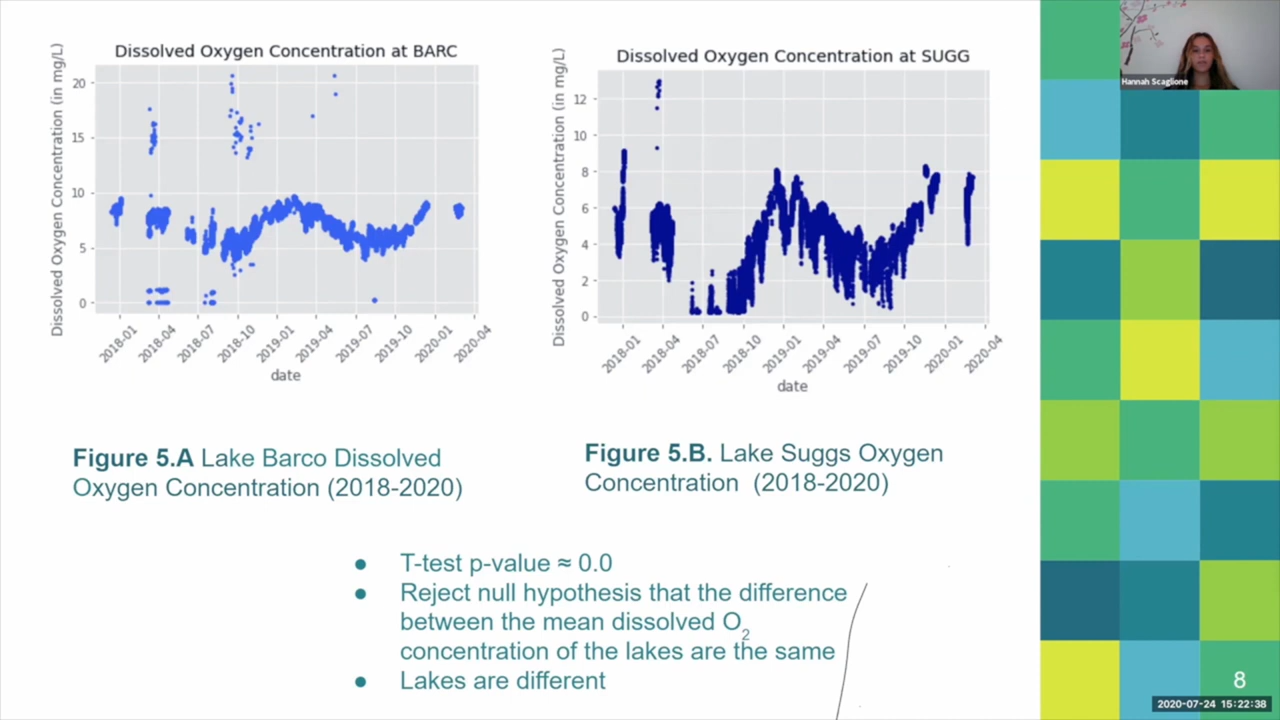 Dissolved Oxygen Concentration at BARC
Dissolved Oxygen Concentration (in mg/L)
20
15
10
5
0
2018-01
2018-04
2018-07
2018-10
2019-01
2019-04
2019-07
2019-10
2020-01
2020-04
date
Dissolved Oxygen Concentration at SUGG
Dissolved Oxygen Concentration (in mg/L)
12
10
8
6
4
2
0
2018-01
2018-04
2018-07
2018-10
2019-01
2019-04
2019-07
2019-10
2020-01
2020-04
date
Hannah Scaglione
Figure 5.A Lake Barco Dissolved
Oxygen Concentration (2018-2020)
Figure 5.B. Lake Suggs Oxygen
Concentration (2018-2020)
● T-test p-value ≈ 0.0
● Reject null hypothesis that the difference
between the mean dissolved O₂
concentration of the lakes are the same
● Lakes are different
8
2020-07-24 15:22:38